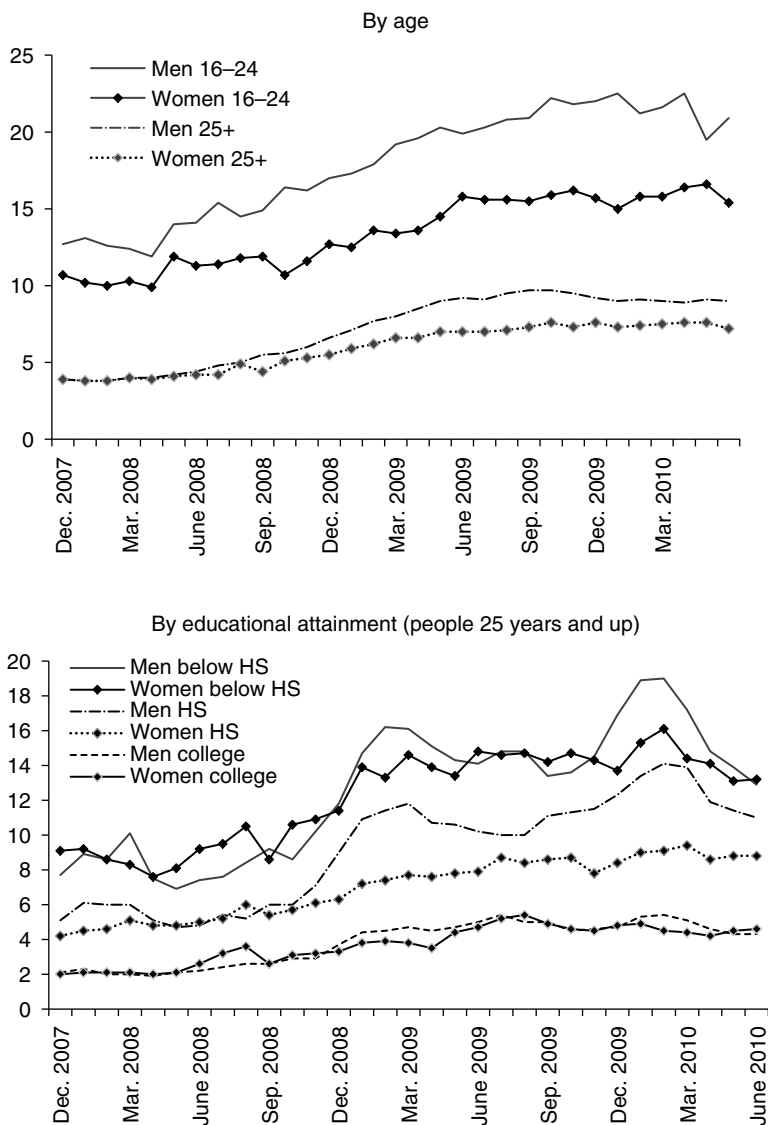 By age
25
20
15
10
5
0
Men 16–24
Women 16–24
Men 25+
Women 25+
Dec. 2007
Mar. 2008
June 2008
Sep. 2008
Dec. 2008
Mar. 2009
June 2009
Sep. 2009
Dec. 2009
Mar. 2010
By educational attainment (people 25 years and up)
20
18
16
14
12
10
8
6
4
2
0
Men below HS
Women below HS
Men HS
Women HS
Men college
Women college
Dec. 2007
Mar. 2008
June 2008
Sep. 2008
Dec. 2008
Mar. 2009
June 2009
Sep. 2009
Dec. 2009
Mar. 2010
June 2010